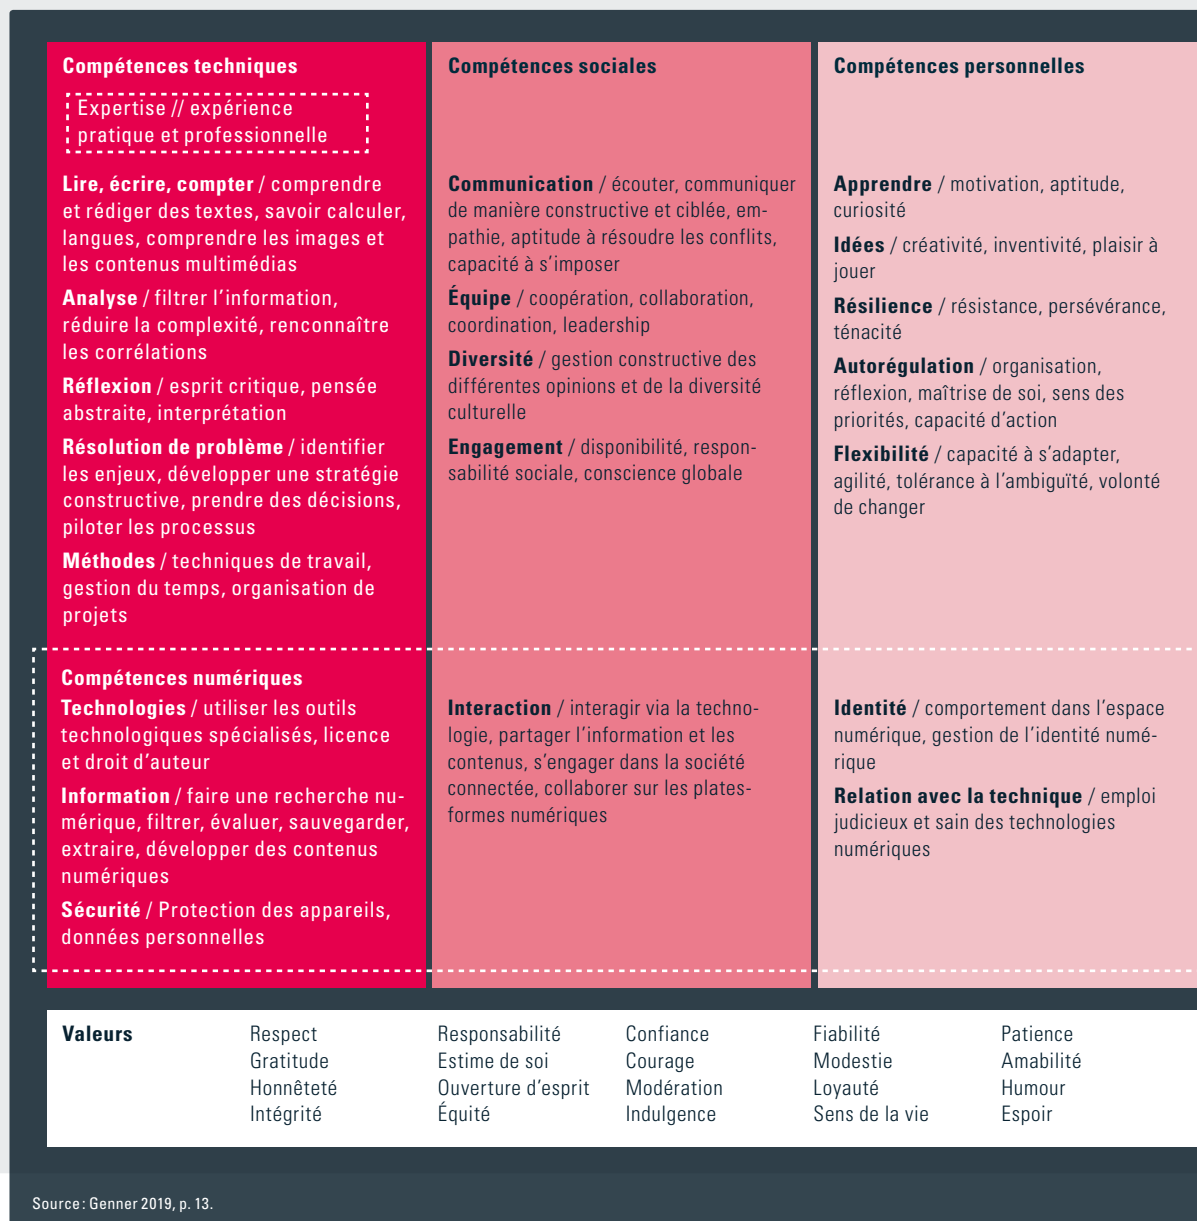 Compétences techniques
Expertise // expérience
pratique et professionnelle
Lire, écrire, compter / comprendre
et rédiger des textes, savoir calculer,
langues, comprendre les images et
les contenus multimédias
Analyse / filtrer l’information,
réduire la complexité, renconnaître
les corrélations
Réflexion / esprit critique, pensée
abstraite, interprétation
Résolution de problème / identifier
les enjeux, développer une stratégie
constructive, prendre des décisions,
piloter les processus
Méthodes / techniques de travail,
gestion du temps, organisation de
projets
Compétences sociales
Communication / écouter, communiquer
de manière constructive et ciblée, em-
pathie, aptitude à résoudre les conflits,
capacité à s’imposer
Équipe / coopération, collaboration,
coordination, leadership
Diversité / gestion constructive des
différentes opinions et de la diversité
culturelle
Engagement / disponibilité, respon-
sabilité sociale, conscience globale
Compétences personnelles
Apprendre / motivation, aptitude,
curiosité
Idées / créativité, inventivité, plaisir à
jouer
Résilience / résistance, persévérance,
ténacité
Autorégulation / organisation,
réflexion, maîtrise de soi, sens des
priorités, capacité d’action
Flexibilité / capacité à s’adapter,
agilité, tolérance à l’ambiguïté, volonté
de changer
Compétences numériques
Technologies / utiliser les outils
technologiques spécialisés, licence
et droit d’auteur
Information / faire une recherche nu-
mérique, filtrer, évaluer, sauvegarder,
extraire, développer des contenus
numériques
Sécurité / Protection des appareils,
données personnelles
Interaction / interagir via la techno-
logie, partager l’information et les
contenus, s’engager dans la société
connectée, collaborer sur les plates-
formes numériques
Identité / comportement dans l’espace
numérique, gestion de l’identité numé-
rique
Relation avec la technique / emploi
judicieux et sain des technologies
numériques
Valeurs Respect Responsabilité Confiance Fiabilité Patience
Gratitude Estime de soi Courage Modestie Amabilité
Honnêteté Ouverture d’esprit Modération Loyauté Humour
Intégrité Équité Indulgence Sens de la vie Espoir
Source : Genner 2019, p. 13.